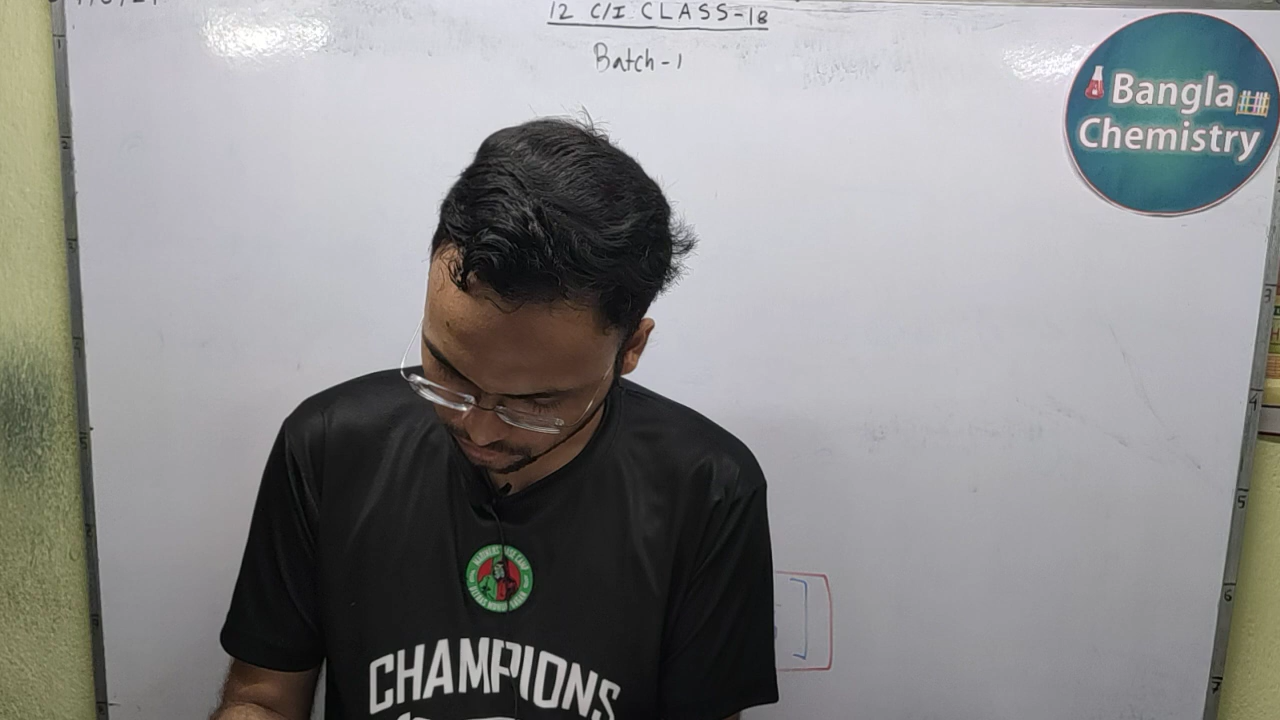 12 C/I CLASS-18
Batch-1
Bangla
Chemistry
CHAMPIONS